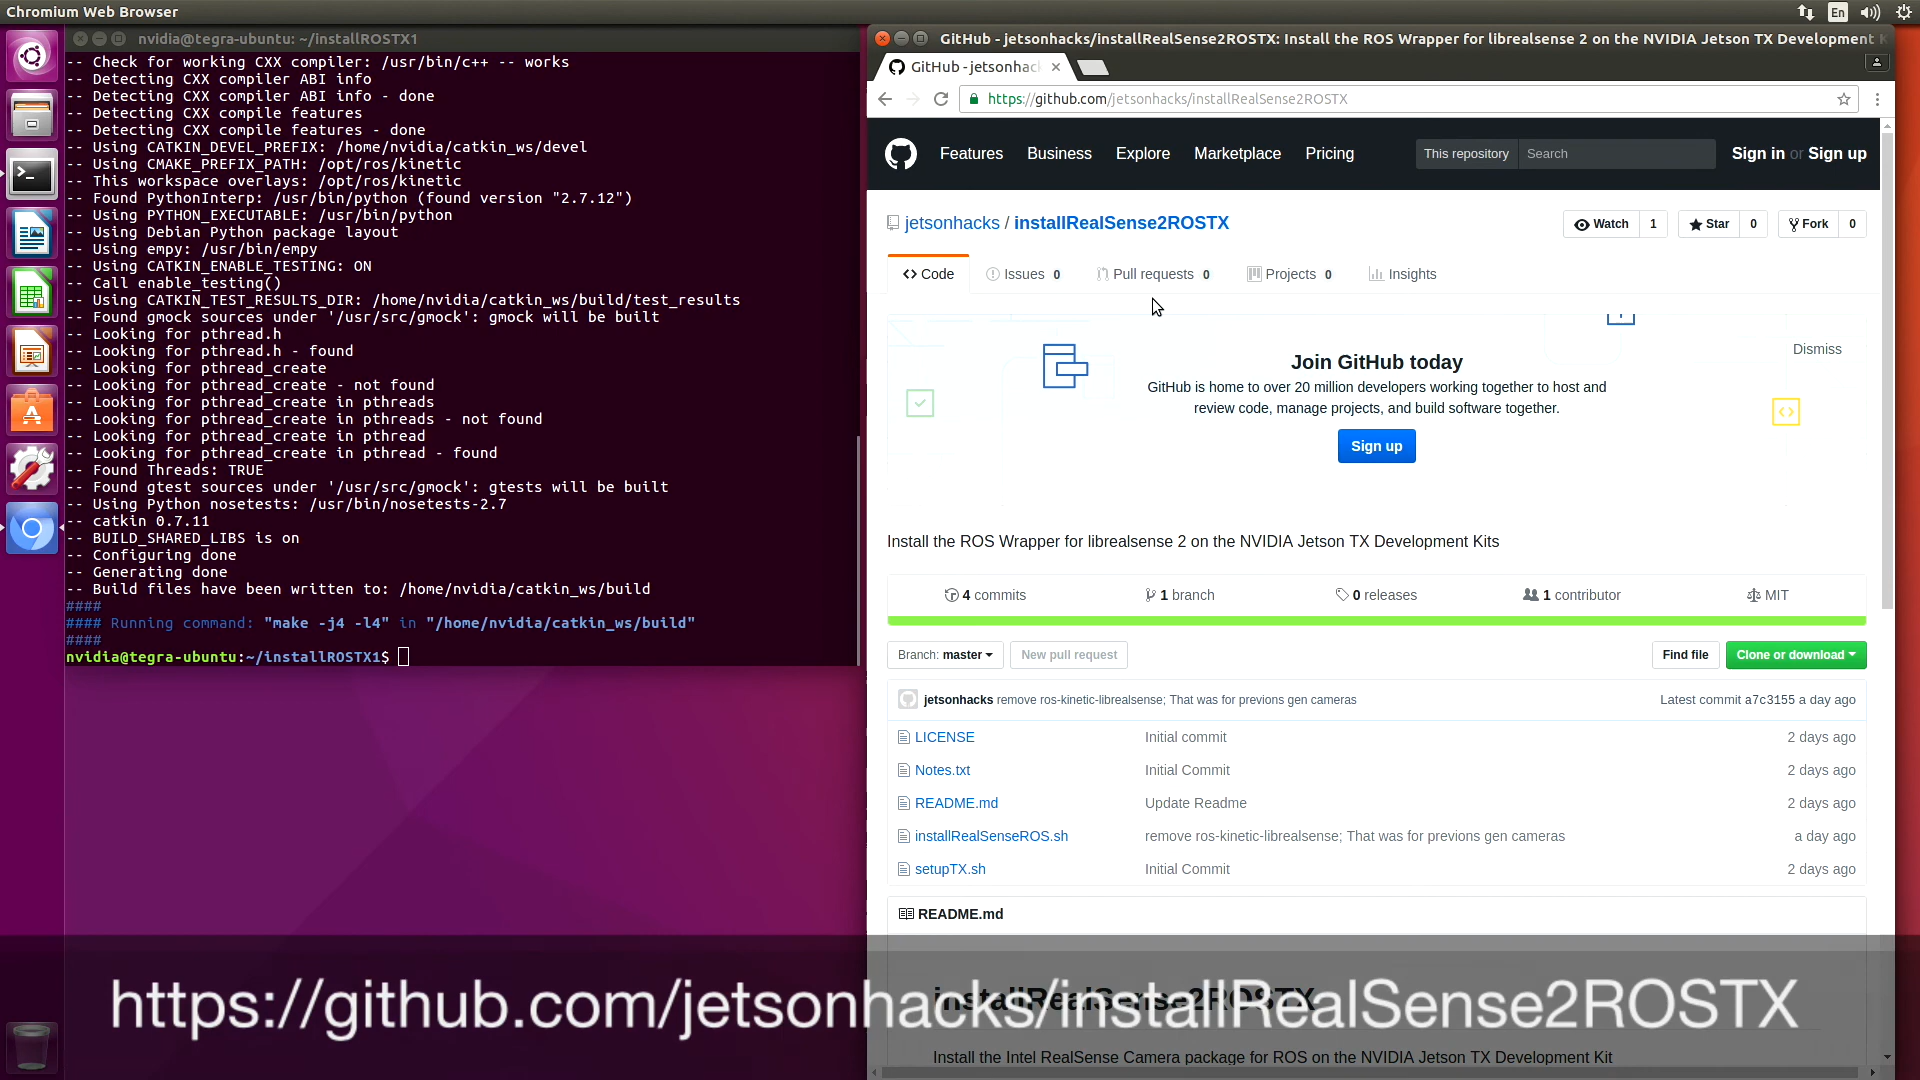 Chromium Web Browser
En
nvidia@tegra-ubuntu: ~/installROSTX1
-- Check for working CXX compiler: /usr/bin/c++ -- works
-- Detecting CXX compiler ABI info
-- Detecting CXX compiler ABI info - done
-- Detecting CXX compile features
-- Detecting CXX compile features - done
-- Using CATKIN_DEVEL_PREFIX: /home/nvidia/catkin_ws/devel
-- Using CMAKE_PREFIX_PATH: /opt/ros/kinetic
-- This workspace overlays: /opt/ros/kinetic
-- Found PythonInterp: /usr/bin/python (found version "2.7.12")
-- Using PYTHON_EXECUTABLE: /usr/bin/python
-- Using Debian Python package layout
-- Using empy: /usr/bin/empy
-- Using CATKIN_ENABLE_TESTING: ON
-- Call enable_testing()
-- Using CATKIN_TEST_RESULTS_DIR: /home/nvidia/catkin_ws/build/test_results
-- Found gmock sources under '/usr/src/gmock': gmock will be built
-- Looking for pthread.h
-- Looking for pthread.h - found
-- Looking for pthread_create
-- Looking for pthread_create - not found
-- Looking for pthread_create in pthreads
-- Looking for pthread_create in pthreads - not found
-- Looking for pthread_create in pthread
-- Looking for pthread_create in pthread - found
-- Found Threads: TRUE
-- Found gtest sources under '/usr/src/gmock': gtests will be built
-- Using Python nosetests: /usr/bin/nosetests-2.7
-- catkin 0.7.11
-- BUILD_SHARED_LIBS is on
-- Configuring done
-- Generating done
-- Build files have been written to: /home/nvidia/catkin_ws/build
####
#### Running command: "make -j4 -l4" in "/home/nvidia/catkin_ws/build"
####
nvidia@tegra-ubuntu:~/installROSTX1$
GitHub - jetsonhacks/installRealSense2ROSTX: Install the ROS Wrapper for librealsense 2 on the NVIDIA Jetson TX Development K
GitHub - jetsonhac
https://github.com/jetsonhacks/installRealSense2ROSTX
Features Business Explore Marketplace Pricing This repository Search Sign in or Sign up
jetsonhacks / installRealSense2ROSTX Watch 1 Star 0 Fork 0
<> Code Issues 0 Pull requests 0 Projects 0 Insights
Join GitHub today
Dismiss
GitHub is home to over 20 million developers working together to host and
review code, manage projects, and build software together.
Sign up
Install the ROS Wrapper for librealsense 2 on the NVIDIA Jetson TX Development Kits
4 commits 1 branch 0 releases 1 contributor MIT
Branch: master New pull request Find file Clone or download
jetsonhacks remove ros-kinetic-librealsense; That was for previons gen cameras Latest commit a7c3155 a day ago
LICENSE Initial commit 2 days ago
Notes.txt Initial Commit 2 days ago
README.md Update Readme 2 days ago
installRealSenseROS.sh remove ros-kinetic-librealsense; That was for previons gen cameras a day ago
setupTX.sh Initial Commit 2 days ago
README.md
installRealSense2ROSTX
https://github.com/jetsonhacks/installRealSense2ROSTX
Install the Intel RealSense Camera package for ROS on the NVIDIA Jetson TX Development Kit